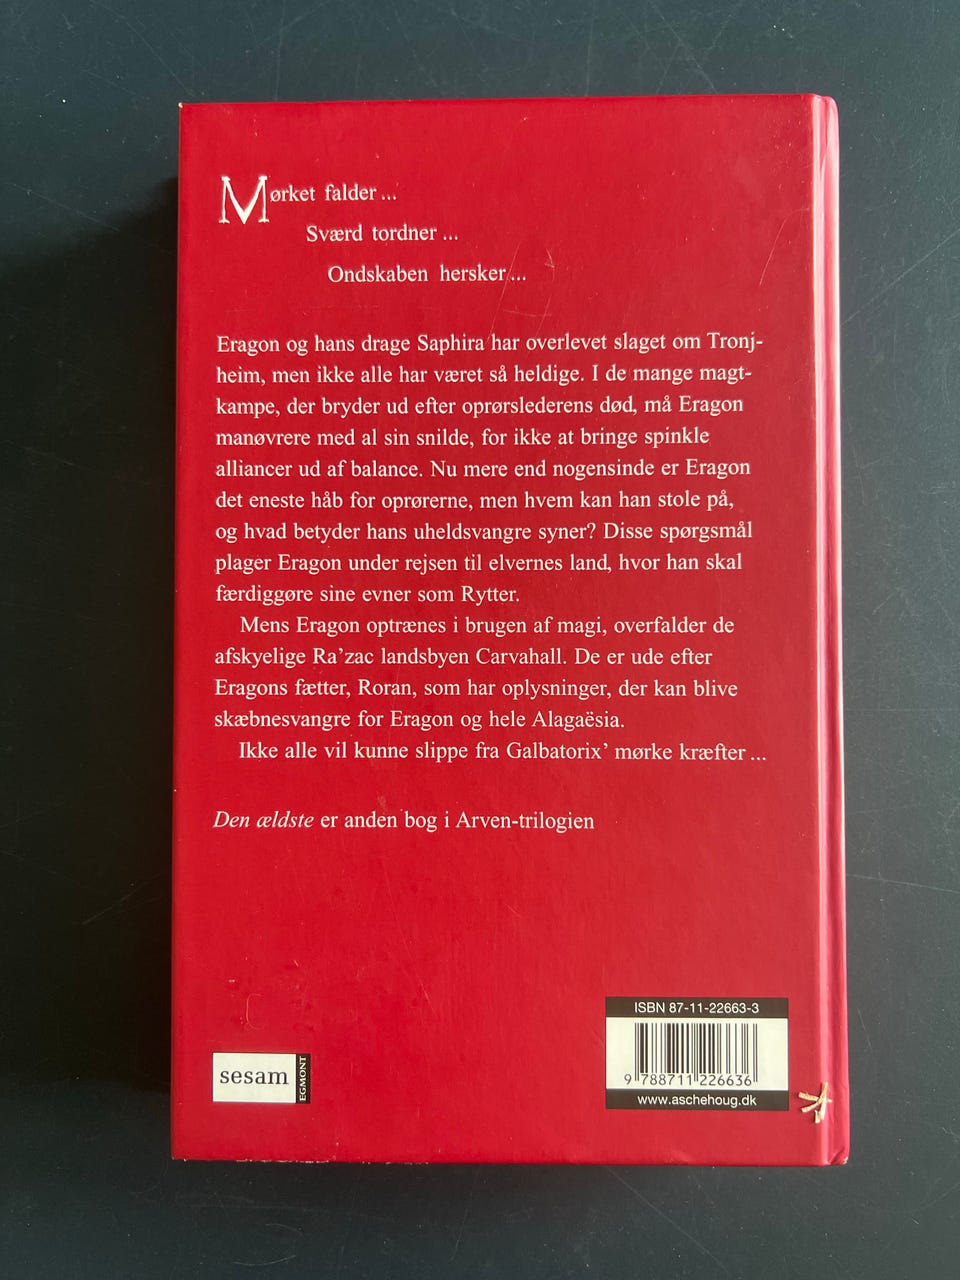 Mørket falder ...
Sværd tordner ...
Ondskaben hersker ...
Eragon og hans drage Saphira har overlevet slaget om Tronj-
heim, men ikke alle har været så heldige. I de mange magt-
kampe, der bryder ud efter oprørslederens død, må Eragon
manøvrere med al sin snilde, for ikke at bringe spinkle
alliancer ud af balance. Nu mere end nogensinde er Eragon
det eneste håb for oprørerne, men hvem kan han stole på,
og hvad betyder hans uheldsvangre syner? Disse spørgsmål
plager Eragon under rejsen til elvernes land, hvor han skal
færdiggøre sine evner som Rytter.
Mens Eragon optrænes i brugen af magi, overfalder de
afskyelige Ra’zac landsbyen Carvahall. De er ude efter
Eragons fætter, Roran, som har oplysninger, der kan blive
skæbnesvangre for Eragon og hele Alagaësia.
Ikke alle vil kunne slippe fra Galbatorix’ mørke kræfter ...
Den ældste er anden bog i Arven-trilogien
sesam
EGMONT
ISBN 87-11-22663-3
9 788711 226636
www.aschehoug.dk